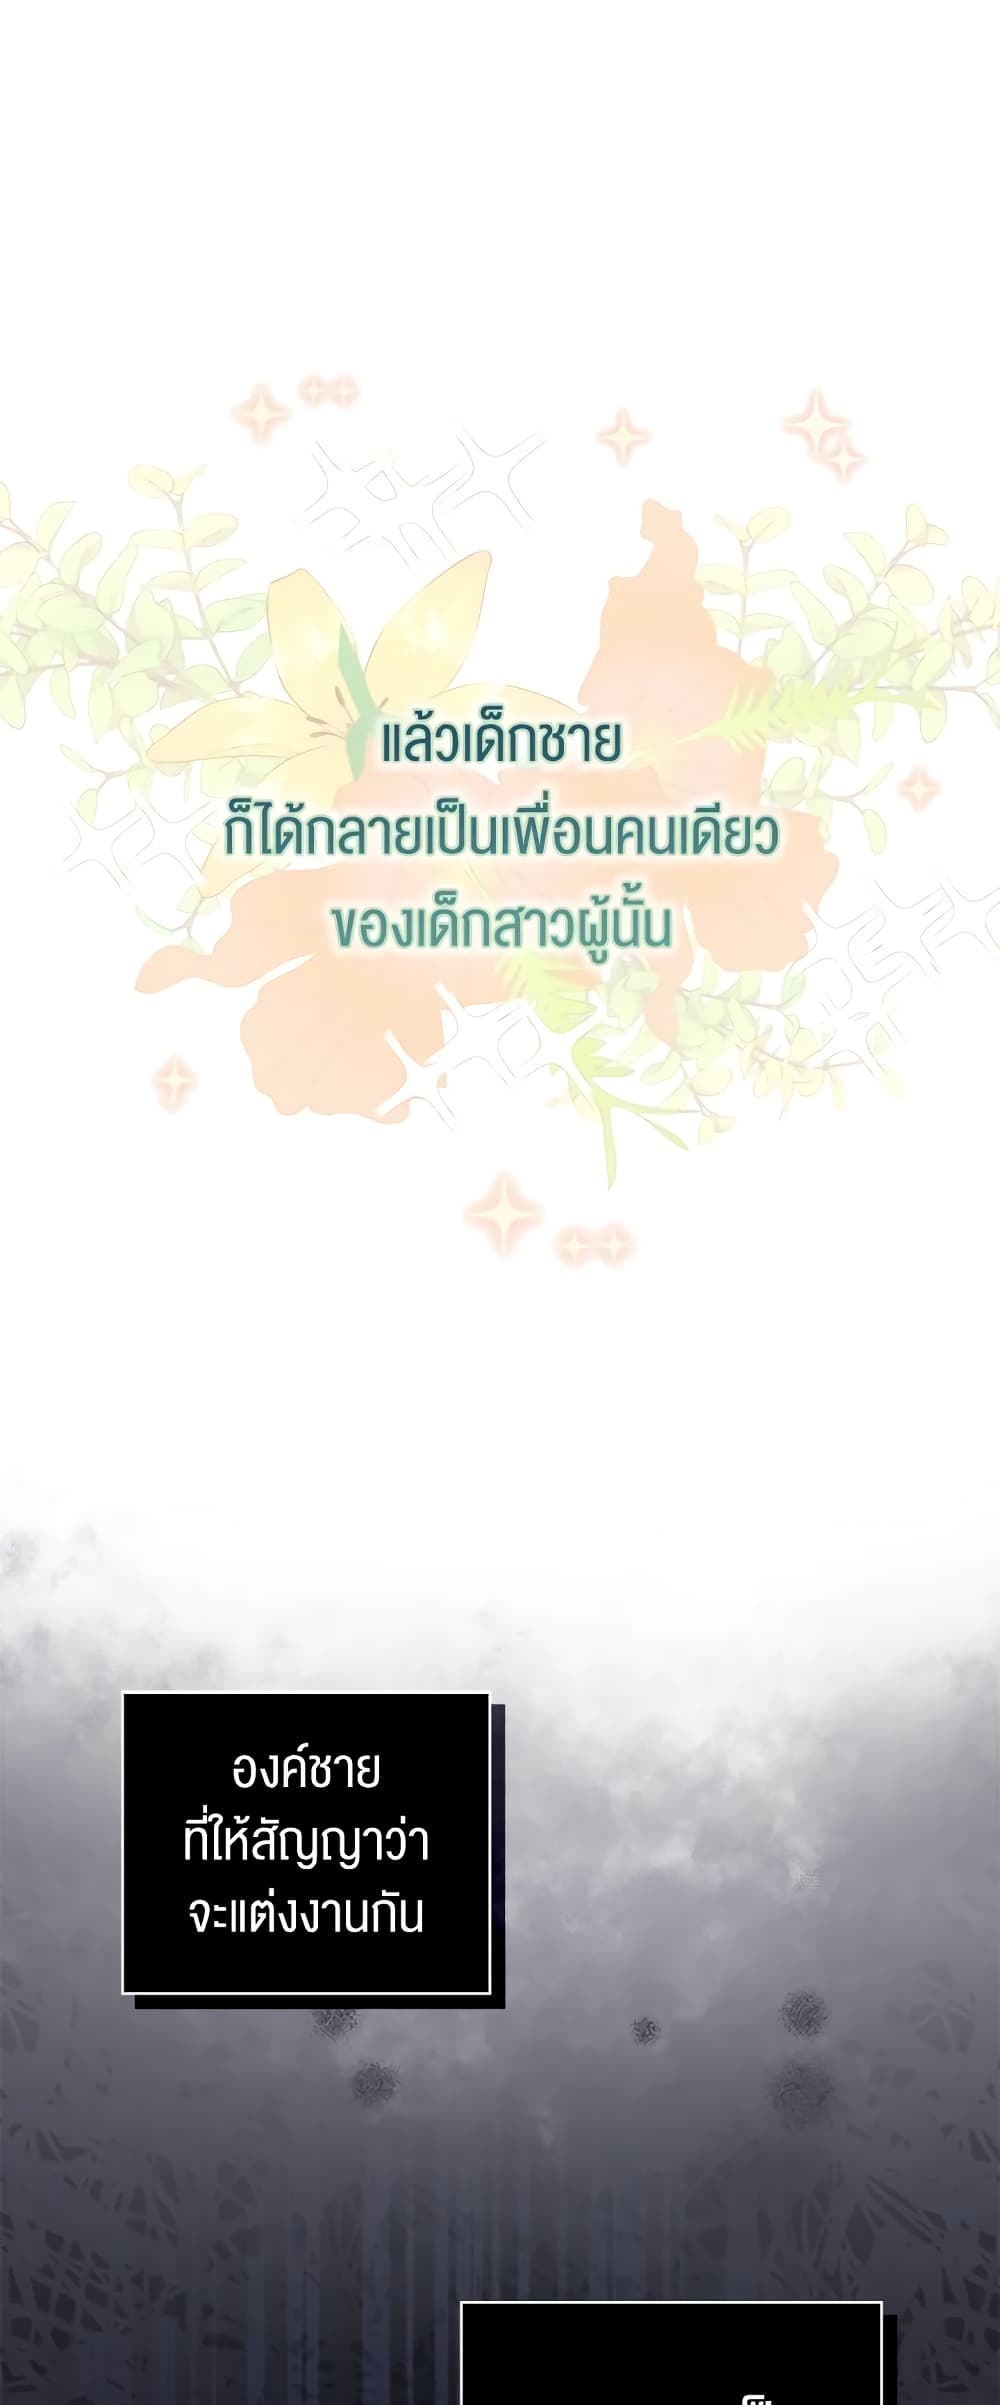 แล้วเด็กชาย
ก็ได้กลายเป็นเพื่อนคนเดียว
ของเด็กสาวผู้นั้น
องค์ชาย
ที่ให้สัญญาว่า
จะแต่งงานกัน